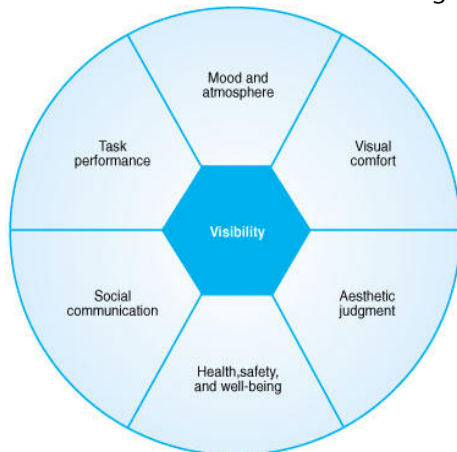 Mood and
atmosphere
Task
performance
Visual
comfort
Visibility
Social
communication
Aesthetic
judgment
Health,safety,
and well-being